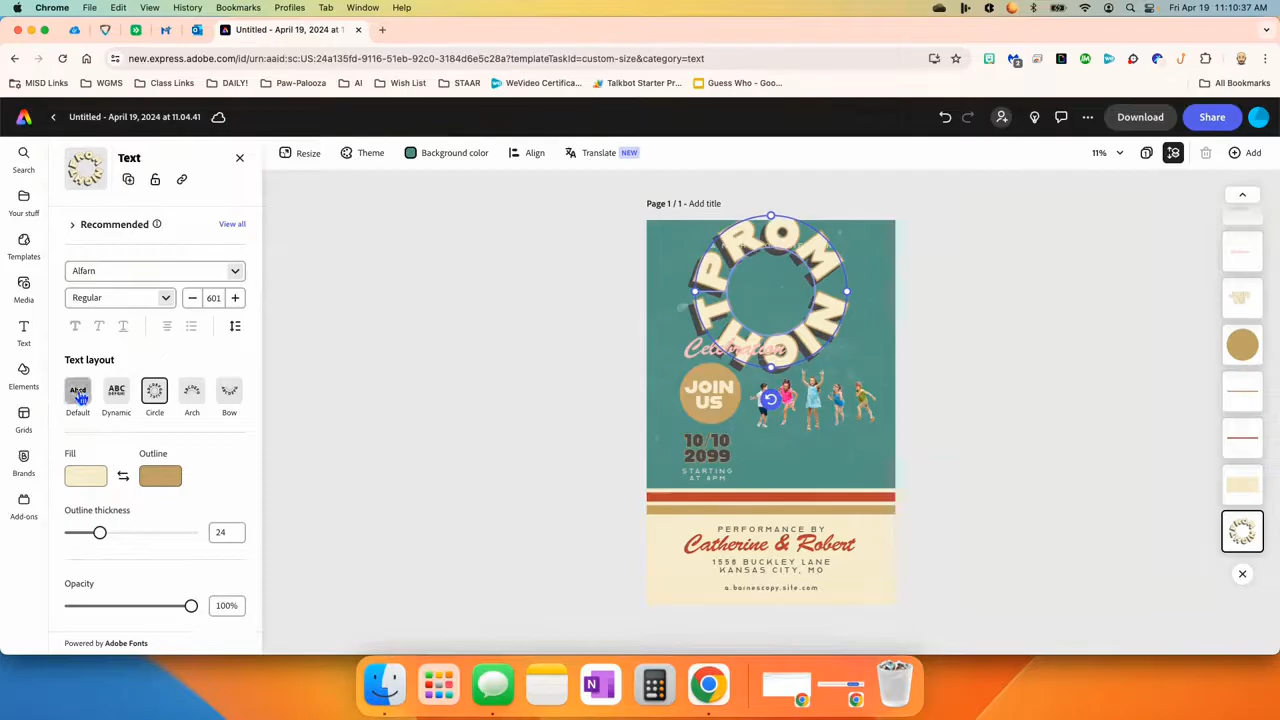 Chrome File Edit View History Bookmarks Profiles Tab Window Help Fri Apr 19 11:10:37 AM
Untitled - April 19, 2024 at 1
new.express.adobe.com/id/urn:aaid:sc:US:24a135fd-9116-51eb-92c0-3184d6e5c28a?templateTaskId=custom-size&category=text
MISD Links WGMS Class Links DAILY! Paw-Palooza AI Wish List STAAR WeVideo Certifica... Talkbot Starter Pr... Guess Who - Goo... All Bookmarks
Untitled - April 19, 2024 at 11.04.41 Download Share
Search
Your stuff
Templates
Media
Text
Elements
Grids
Brands
Add-ons
Text
Recommended View all
Alfarn
Regular 601
Text layout
Abcd ABC
Default Dynamic Circle Arch Bow
Fill Outline
Outline thickness
24
Opacity
100%
Powered by Adobe Fonts
Resize Theme Background color Align Translate NEW 11% Add
Page 1 / 1 - Add title
PROM NIGHT
Celebration
JOIN
US
10/10
2099
STARTING
AT 8PM
PERFORMANCE BY
Catherine & Robert
1556 BUCKLEY LANE
KANSAS CITY, MO
a.barnescopy.site.com